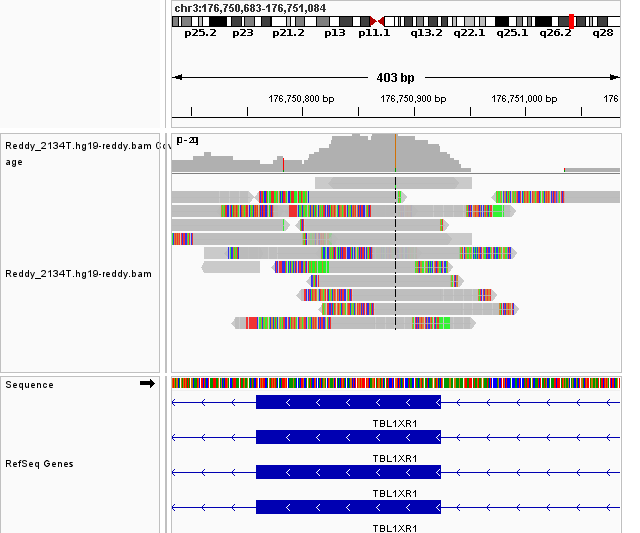 chr3:176,750,683-176,751,084
p25.2 p23 p21.2 p13 p11.1 q13.2 q22.1 q25.1 q26.2 q28
403 bp
176,750,800 bp 176,750,900 bp 176,751,000 bp 176
Reddy_2134T.hg19-reddy.bam Cov
age
[0 - 20]
Reddy_2134T.hg19-reddy.bam
Sequence
TBL1XR1
TBL1XR1
RefSeq Genes
TBL1XR1
TBL1XR1